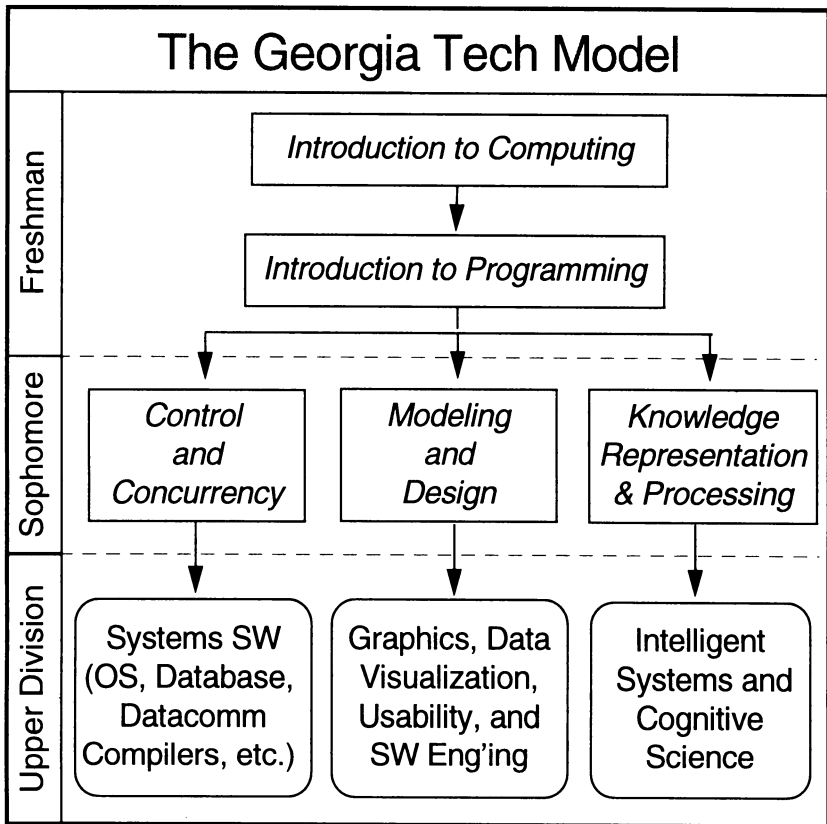 The Georgia Tech Model
Freshman
Introduction to Computing
Introduction to Programming
Sophomore
Control
and
Concurrency
Modeling
and
Design
Knowledge
Representation
& Processing
Upper Division
Systems SW
(OS, Database,
Datacomm
Compilers, etc.)
Graphics, Data
Visualization,
Usability, and
SW Eng'ing
Intelligent
Systems and
Cognitive
Science